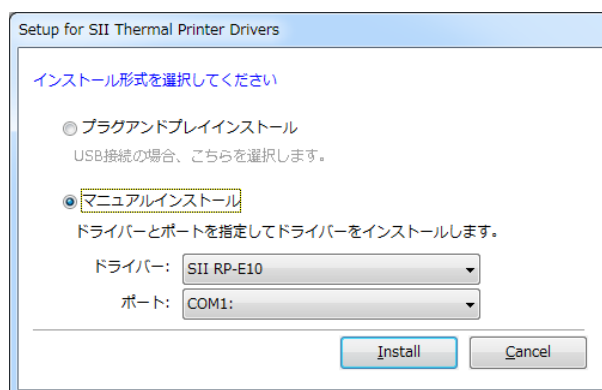 Setup for SII Thermal Printer Drivers
インストール形式を選択してください
プラグアンドプレイインストール
USB接続の場合、こちらを選択します。
マニュアルインストール
ドライバーとポートを指定してドライバーをインストールします。
ドライバー: SII RP-E10
ポート: COM1:
Install Cancel